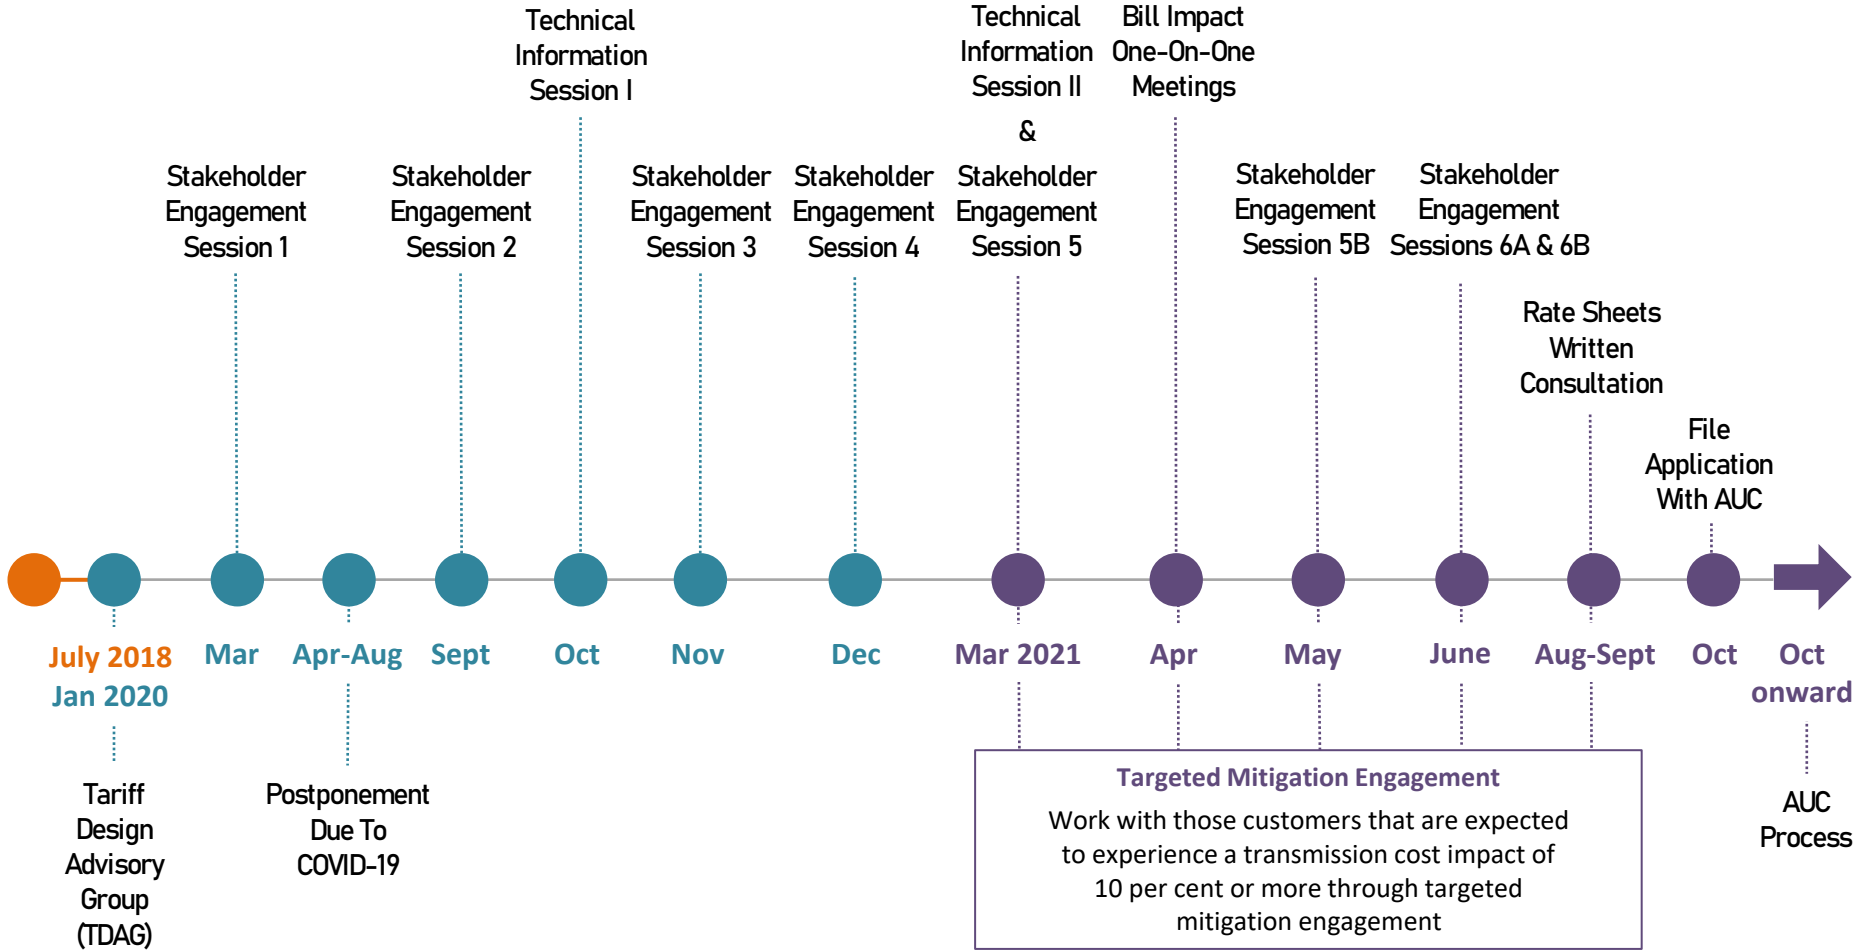 Technical
Information
Session I
Technical
Information
Session II
&
Bill Impact
One-On-One
Meetings
Stakeholder
Engagement
Session 1
Stakeholder
Engagement
Session 2
Stakeholder
Engagement
Session 3
Stakeholder
Engagement
Session 4
Stakeholder
Engagement
Session 5
Stakeholder
Engagement
Session 5B
Stakeholder
Engagement
Sessions 6A & 6B
Rate Sheets
Written
Consultation
File
Application
With AUC
July 2018
Jan 2020
Mar
Apr-Aug
Sept
Oct
Nov
Dec
Mar 2021
Apr
May
June
Aug-Sept
Oct
Oct
onward
Tariff
Design
Advisory
Group
(TDAG)
Postponement
Due To
COVID-19
Targeted Mitigation Engagement
Work with those customers that are expected
to experience a transmission cost impact of
10 per cent or more through targeted
mitigation engagement
AUC
Process